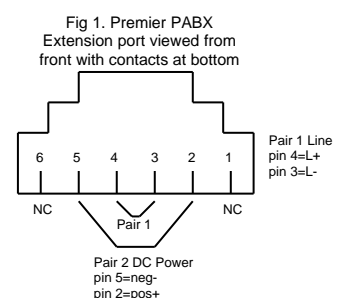 Fig 1. Premier PABX
Extension port viewed from
front with contacts at bottom
6 5 4 3 2 1
Pair 1 Line
pin 4=L+
pin 3=L-
NC NC
Pair 1
Pair 2 DC Power
pin 5=neg-
pin 2=pos+